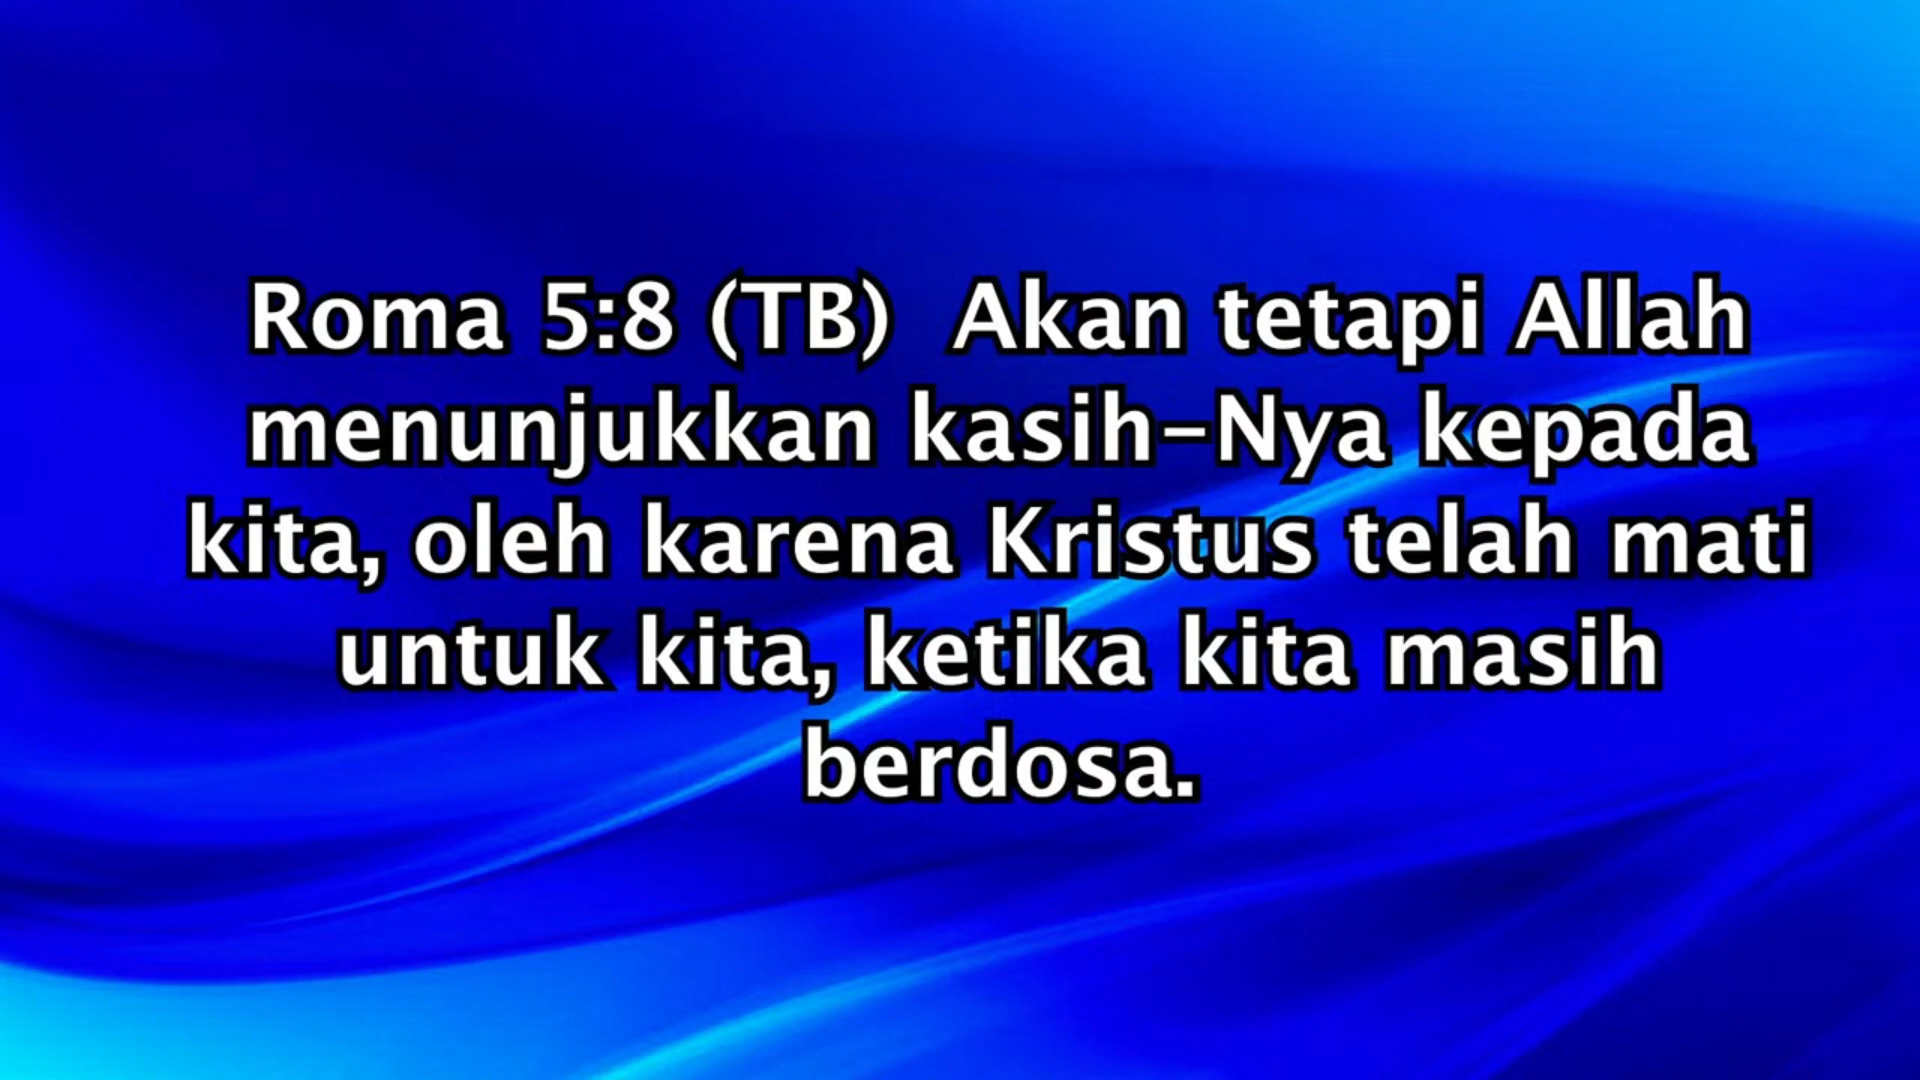 Roma 5:8 (TB)  Akan tetapi Allah
menunjukkan kasih-Nya kepada
kita, oleh karena Kristus telah mati
untuk kita, ketika kita masih
berdosa.